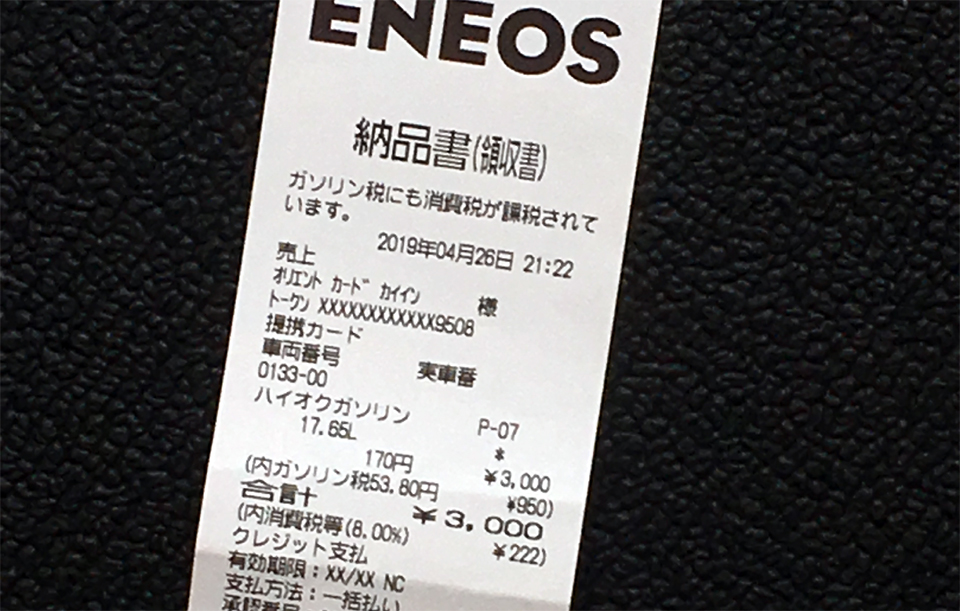 ENEOS
納品書(領収書)
ガソリン税にも消費税が課税されて
います。
売上 2019年04月26日 21:22
オリエント カード カイイン 様
トークン XXXXXXXXXXXX9508
提携カード
車両番号 実車番
0133-00
ハイオクガソリン P-07
17.65L *
170円 ¥3,000
(内ガソリン税53.80円 ¥950)
合計 ¥3,000
(内消費税等(8.00%) ¥222)
クレジット支払
有効期限:XX/XX NC
支払方法:一括払い
承認番号: